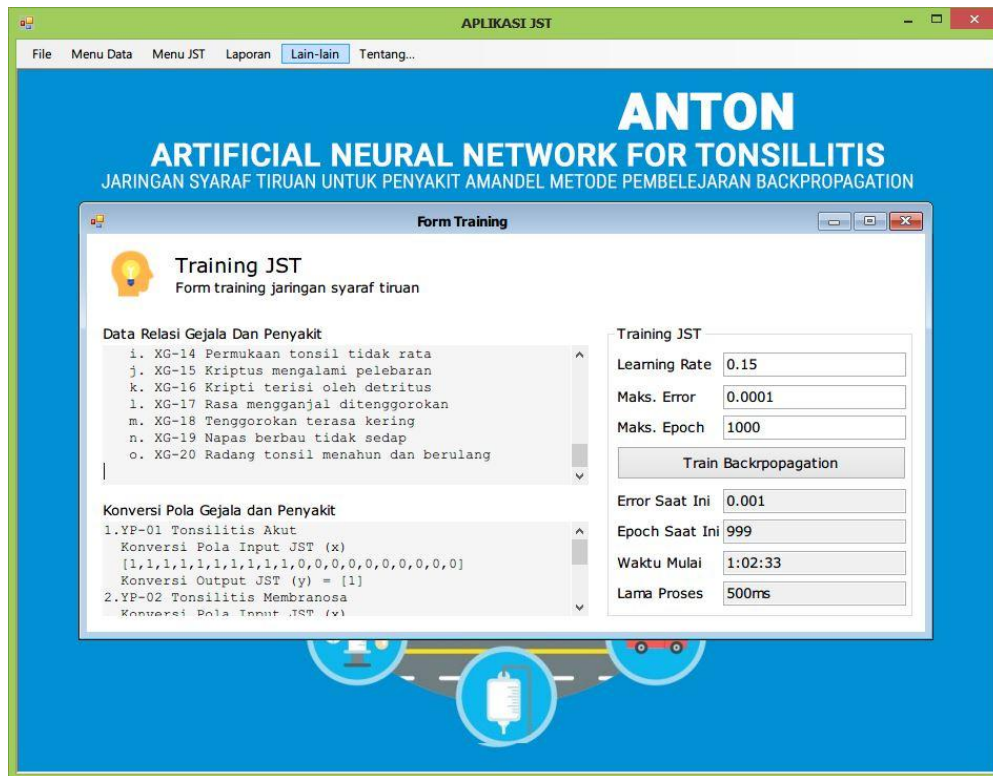 APLIKASI JST
File Menu Data Menu JST Laporan Lain-lain Tentang...
ANTON
ARTIFICIAL NEURAL NETWORK FOR TONSILLITIS
JARINGAN SYARAF TIRUAN UNTUK PENYAKIT AMANDEL METODE PEMBELEJARAN BACKPROPAGATION
Form Training
Training JST
Form training jaringan syaraf tiruan
Data Relasi Gejala Dan Penyakit
i. XG-14 Permukaan tonsil tidak rata
j. XG-15 Kriptus mengalami pelebaran
k. XG-16 Kripti terisi oleh detritus
l. XG-17 Rasa mengganjal ditenggorokan
m. XG-18 Tenggorokan terasa kering
n. XG-19 Napas berbau tidak sedap
o. XG-20 Radang tonsil menahun dan berulang
Konversi Pola Gejala dan Penyakit
1.YP-01 Tonsilitis Akut
Konversi Pola Input JST (x)
[1,1,1,1,1,1,1,1,1,1,0,0,0,0,0,0,0,0,0,0]
Konversi Output JST (y) = [1]
2.YP-02 Tonsilitis Membranosa
Konversi Pola Input JST (x)
Training JST
Learning Rate 0.15
Maks. Error 0.0001
Maks. Epoch 1000
Train Backrpopagation
Error Saat Ini 0.001
Epoch Saat Ini 999
Waktu Mulai 1:02:33
Lama Proses 500ms